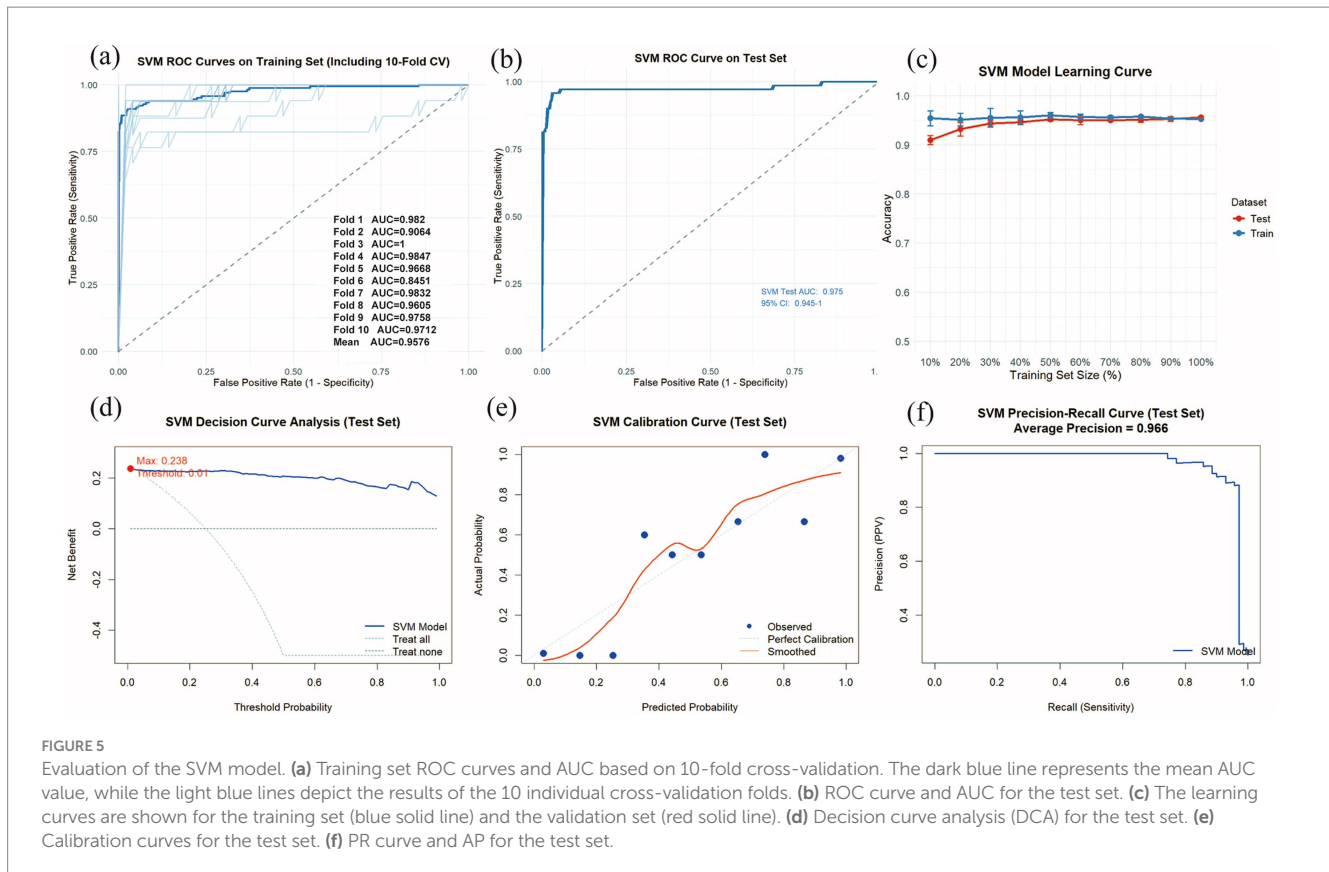 (a)
SVM ROC Curves on Training Set (Including 10-Fold CV)
True Positive Rate (Sensitivity)
1.00
0.75
0.50
0.25
0.00
Fold 1 AUC=0.982
Fold 2 AUC=0.9064
Fold 3 AUC=1
Fold 4 AUC=0.9847
Fold 5 AUC=0.9668
Fold 6 AUC=0.8451
Fold 7 AUC=0.9832
Fold 8 AUC=0.9605
Fold 9 AUC=0.9758
Fold 10 AUC=0.9712
Mean AUC=0.9576
0.00 0.25 0.50 0.75 1.00
False Positive Rate (1 - Specificity)
(b)
SVM ROC Curve on Test Set
True Positive Rate (Sensitivity)
1.00
0.75
0.50
0.25
0.00
SVM Test AUC: 0.975
95% CI: 0.945-1
0.00 0.25 0.50 0.75 1.
False Positive Rate (1 - Specificity)
(c)
SVM Model Learning Curve
Accuracy
1.0
0.9
0.8
0.7
0.6
0.5
Dataset
Test
Train
10% 20% 30% 40% 50% 60% 70% 80% 90% 100%
Training Set Size (%)
(d)
SVM Decision Curve Analysis (Test Set)
Net Benefit
0.2
0.0
-0.2
-0.4
Max: 0.238
Threshold: 0.01
SVM Model
Treat all
Treat none
0.0 0.2 0.4 0.6 0.8 1.0
Threshold Probability
(e)
SVM Calibration Curve (Test Set)
Actual Probability
1.0
0.8
0.6
0.4
0.2
0.0
Observed
Perfect Calibration
Smoothed
0.0 0.2 0.4 0.6 0.8 1.0
Predicted Probability
(f)
SVM Precision-Recall Curve (Test Set)
Average Precision = 0.966
Precision (PPV)
1.0
0.8
0.6
0.4
SVM Model
0.0 0.2 0.4 0.6 0.8 1.0
Recall (Sensitivity)
FIGURE 5
Evaluation of the SVM model. (a) Training set ROC curves and AUC based on 10-fold cross-validation. The dark blue line represents the mean AUC
value, while the light blue lines depict the results of the 10 individual cross-validation folds. (b) ROC curve and AUC for the test set. (c) The learning
curves are shown for the training set (blue solid line) and the validation set (red solid line). (d) Decision curve analysis (DCA) for the test set. (e)
Calibration curves for the test set. (f) PR curve and AP for the test set.